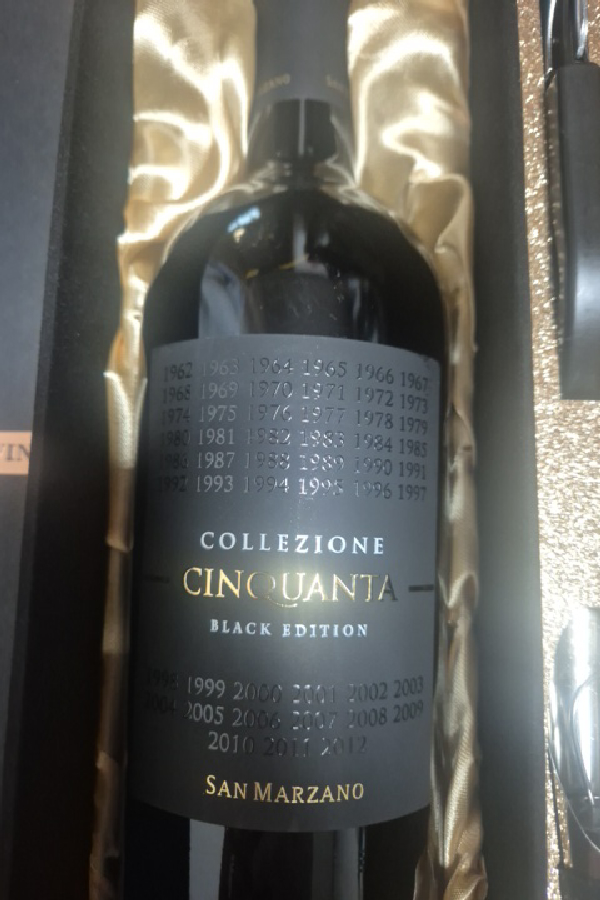 1962 1963 1964 1965 1966 1967
1968 1969 1970 1971 1972 1973
1974 1975 1976 1977 1978 1979
1980 1981 1982 1983 1984 1985
1986 1987 1988 1989 1990 1991
1992 1993 1994 1995 1996 1997
COLLEZIONE
CINQUANTA
BLACK EDITION
1998 1999 2000 2001 2002 2003
2004 2005 2006 2007 2008 2009
2010 2011 2012
SAN MARZANO